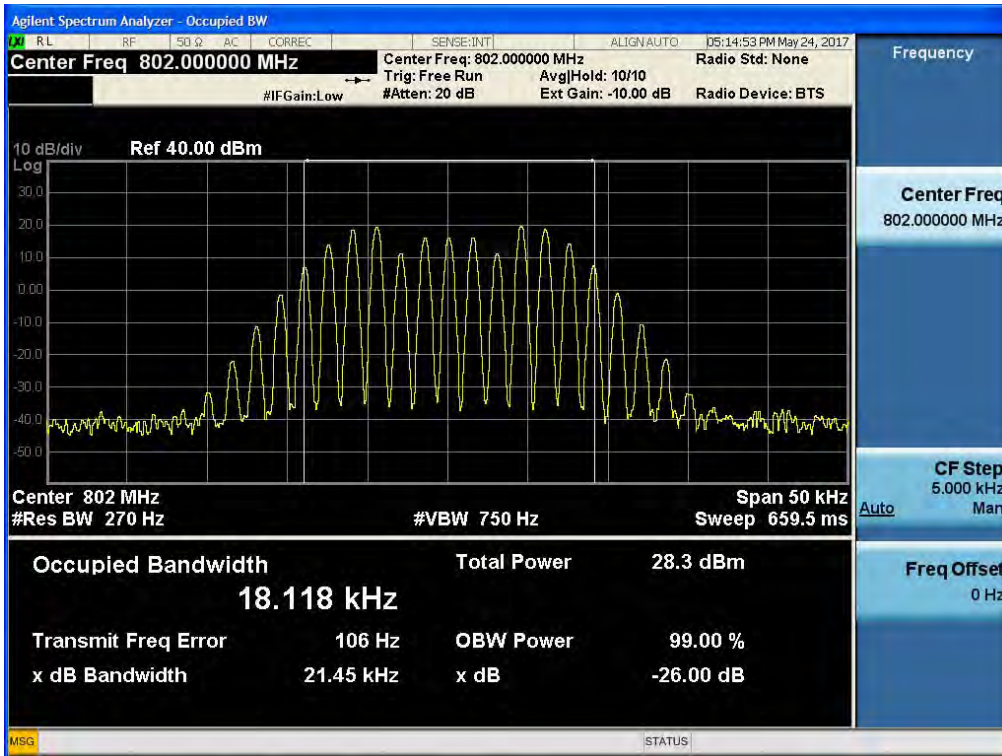 Agilent Spectrum Analyzer - Occupied BW
LXI RL RF 50 Ω AC CORREC SENSE:INT ALIGNAUTO 05:14:53 PM May 24, 2017
Center Freq 802.000000 MHz
Center Freq: 802.000000 MHz
Radio Std: None
Trig: Free Run
Avg|Hold: 10/10
#IFGain:Low
#Atten: 20 dB
Ext Gain: -10.00 dB
Radio Device: BTS
10 dB/div
Ref 40.00 dBm
Log
30.0
20.0
10.0
0.00
-10.0
-20.0
-30.0
-40.0
-50.0
Center 802 MHz
Span 50 kHz
#Res BW 270 Hz
#VBW 750 Hz
Sweep 659.5 ms
Occupied Bandwidth
Total Power 28.3 dBm
18.118 kHz
Transmit Freq Error 106 Hz
OBW Power 99.00 %
x dB Bandwidth 21.45 kHz
x dB -26.00 dB
MSG
STATUS
Frequency
Center Freq
802.000000 MHz
CF Step
5.000 kHz
Auto Man
Freq Offset
0 Hz